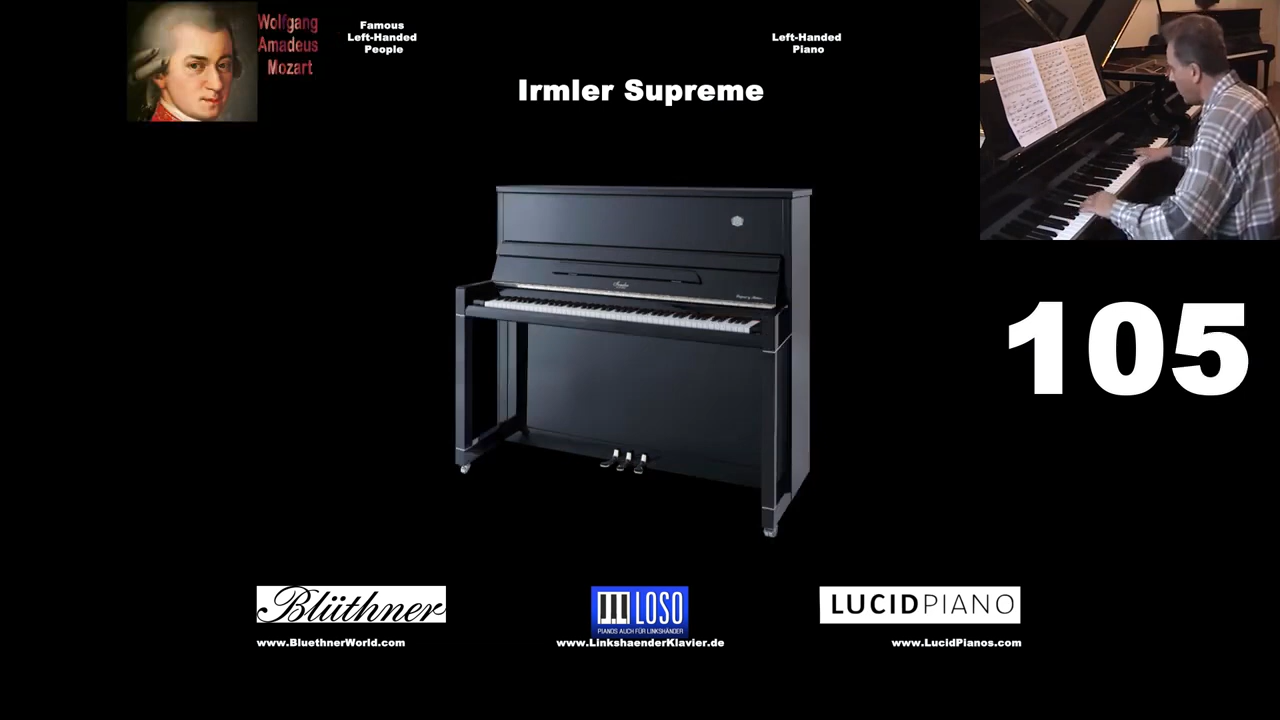 Wolfgang
Amadeus
Mozart
Famous
Left-Handed
People
Left-Handed
Piano
Irmler Supreme
105
Blüthner
www.BluethnerWorld.com
LOSO
PIANOS AUCH FÜR LINKSHÄNDER
www.LinkshaenderKlavier.de
LUCIDPIANO
www.LucidPianos.com